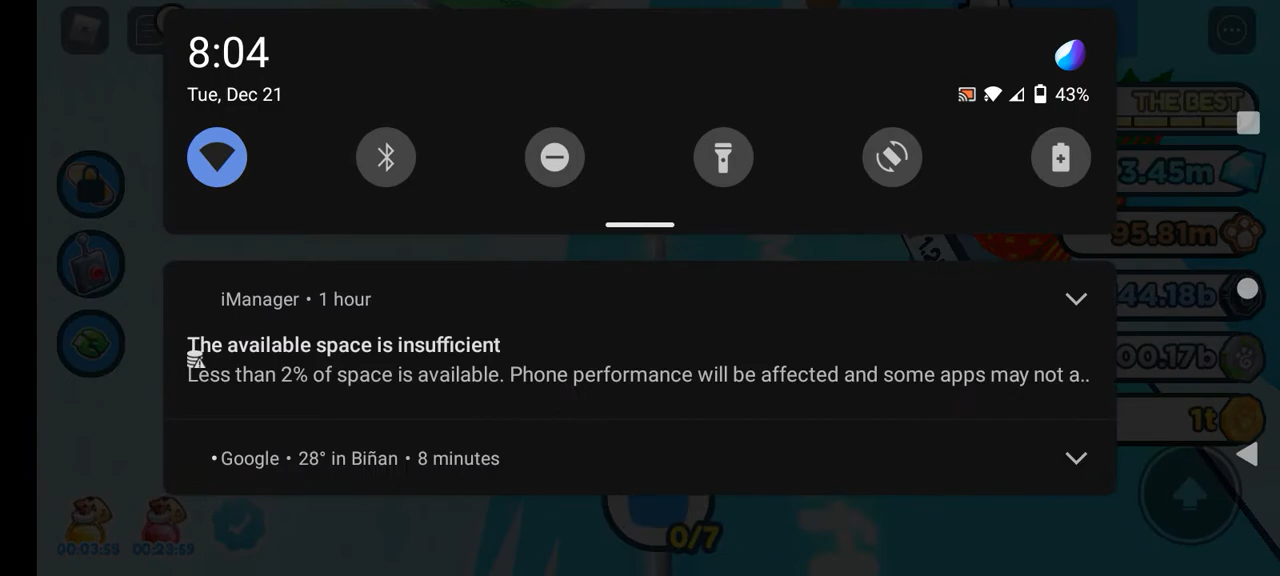 8:04
Tue, Dec 21
43%
THE BEST
3.45m
95.81m
44.18b
00.17b
1t
iManager • 1 hour
The available space is insufficient
Less than 2% of space is available. Phone performance will be affected and some apps may not a..
• Google • 28° in Biñan • 8 minutes
0/7
00:03:55 00:23:59